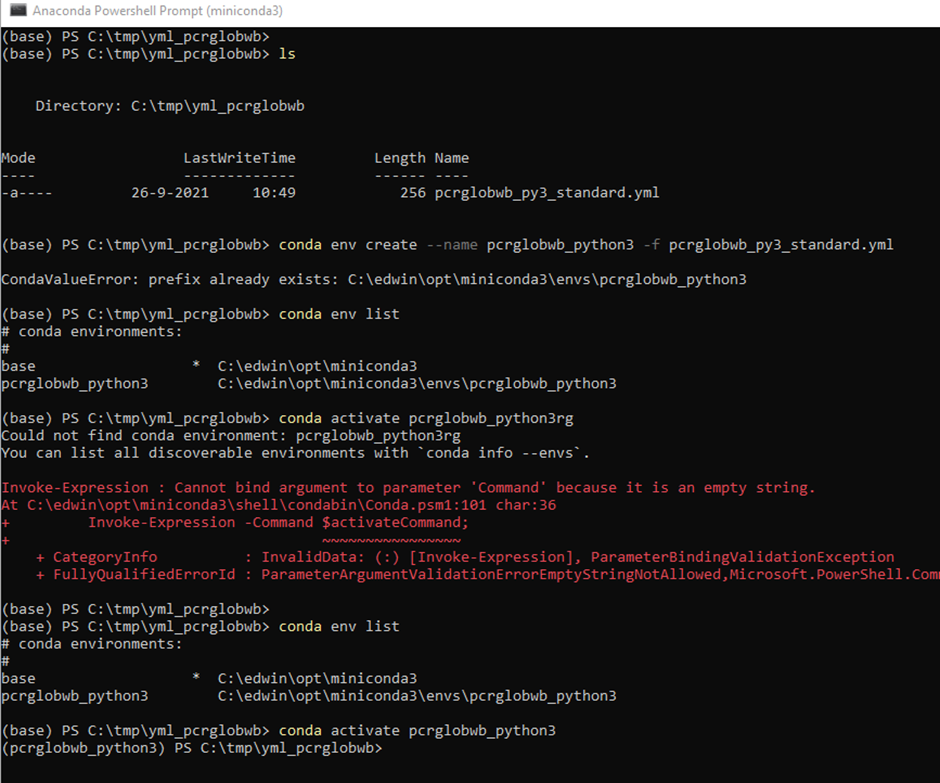 Anaconda Powershell Prompt (miniconda3)
(base) PS C:\tmp\yml_pcrglobwb>
(base) PS C:\tmp\yml_pcrglobwb> ls
Directory: C:\tmp\yml_pcrglobwb
Mode                 LastWriteTime         Length Name
----                 -------------         ------ ----
-a----         26-9-2021     10:49            256 pcrglobwb_py3_standard.yml
(base) PS C:\tmp\yml_pcrglobwb> conda env create --name pcrglobwb_python3 -f pcrglobwb_py3_standard.yml
CondaValueError: prefix already exists: C:\edwin\opt\miniconda3\envs\pcrglobwb_python3
(base) PS C:\tmp\yml_pcrglobwb> conda env list
# conda environments:
#
base                  *  C:\edwin\opt\miniconda3
pcrglobwb_python3        C:\edwin\opt\miniconda3\envs\pcrglobwb_python3
(base) PS C:\tmp\yml_pcrglobwb> conda activate pcrglobwb_python3rg
Could not find conda environment: pcrglobwb_python3rg
You can list all discoverable environments with `conda info --envs`.
Invoke-Expression : Cannot bind argument to parameter 'Command' because it is an empty string.
At C:\edwin\opt\miniconda3\shell\condabin\Conda.psm1:101 char:36
+         Invoke-Expression -Command $activateCommand;
+                                    ~~~~~~~~~~~~~~~~
    + CategoryInfo          : InvalidData: (:) [Invoke-Expression], ParameterBindingValidationException
    + FullyQualifiedErrorId : ParameterArgumentValidationErrorEmptyStringNotAllowed,Microsoft.PowerShell.Com
(base) PS C:\tmp\yml_pcrglobwb>
(base) PS C:\tmp\yml_pcrglobwb> conda env list
# conda environments:
#
base                  *  C:\edwin\opt\miniconda3
pcrglobwb_python3        C:\edwin\opt\miniconda3\envs\pcrglobwb_python3
(base) PS C:\tmp\yml_pcrglobwb> conda activate pcrglobwb_python3
(pcrglobwb_python3) PS C:\tmp\yml_pcrglobwb>